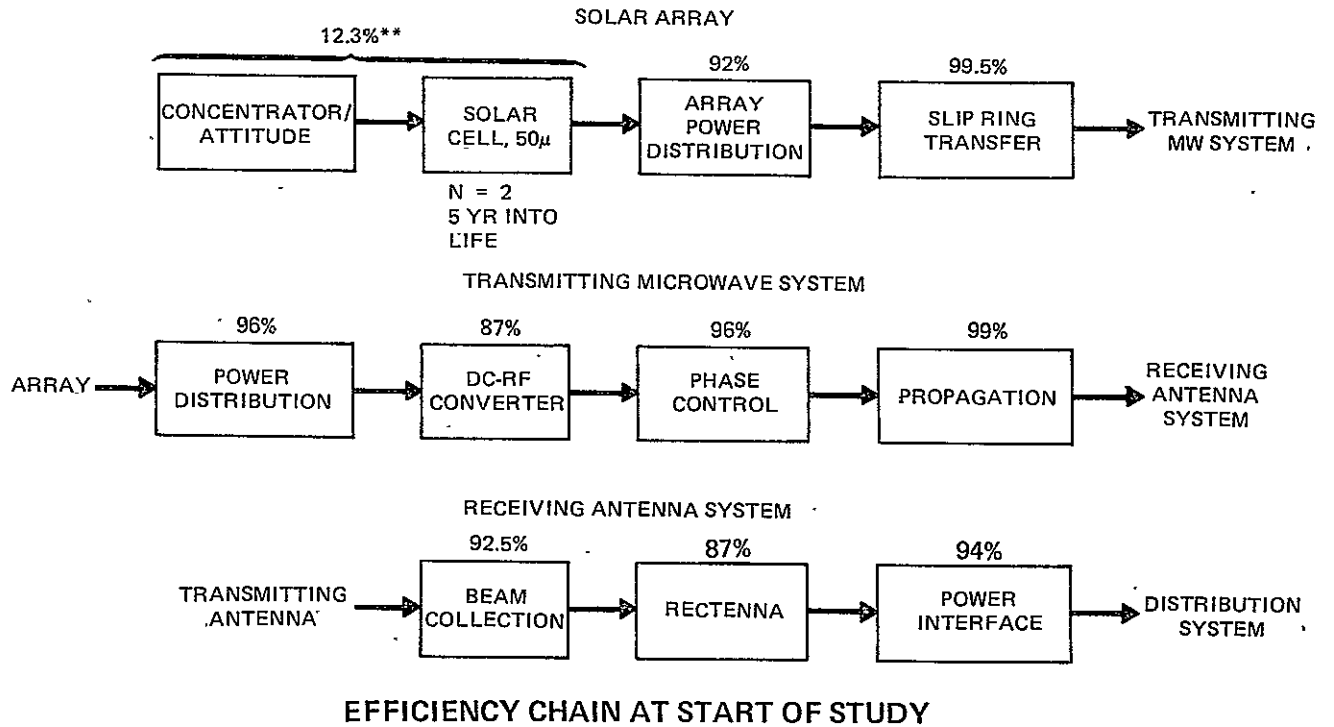 SOLAR ARRAY
12.3%**
CONCENTRATOR/
ATTITUDE
SOLAR
CELL, 50μ
N = 2
5 YR INTO
LIFE
92%
ARRAY
POWER
DISTRIBUTION
99.5%
SLIP RING
TRANSFER
TRANSMITTING
MW SYSTEM
TRANSMITTING MICROWAVE SYSTEM
ARRAY
96%
POWER
DISTRIBUTION
87%
DC-RF
CONVERTER
96%
PHASE
CONTROL
99%
PROPAGATION
RECEIVING
ANTENNA
SYSTEM
RECEIVING ANTENNA SYSTEM
TRANSMITTING
ANTENNA
92.5%
BEAM
COLLECTION
87%
RECTENNA
94%
POWER
INTERFACE
DISTRIBUTION
SYSTEM
EFFICIENCY CHAIN AT START OF STUDY